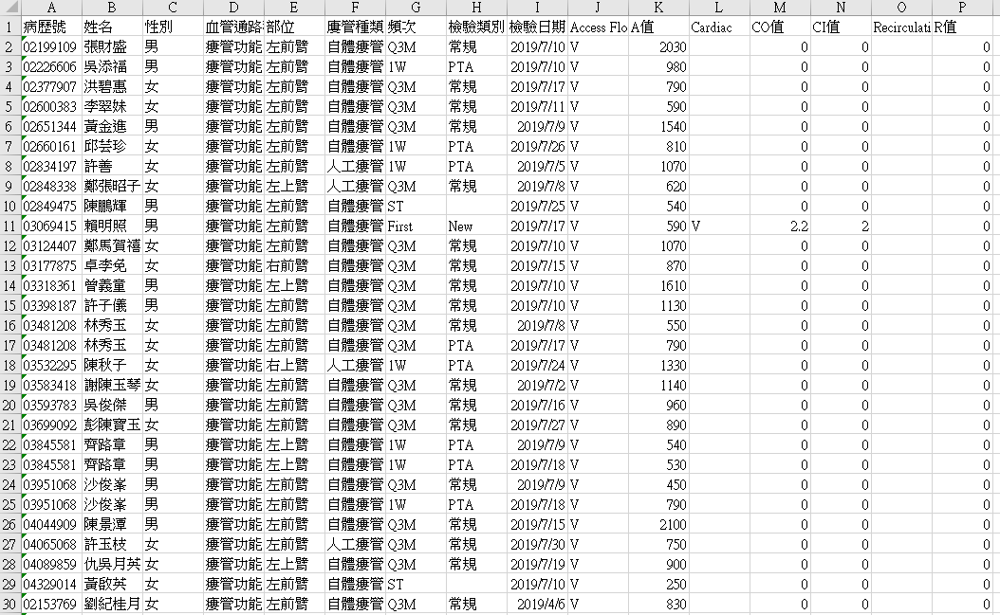 A B C D E F G H I J K L M N O P
1 病歷號 姓名 性別 血管通路 部位 廔管種類 頻次 檢驗類別 檢驗日期 Access Flo A值 Cardiac CO值 CI值 Recirculati R值
2 02199109 張財盛 男 瘻管功能 左前臂 自體瘻管 Q3M 常規 2019/7/10 V 2030 0 0 0
3 02226606 吳添福 男 瘻管功能 左前臂 自體瘻管 1W PTA 2019/7/10 V 980 0 0 0
4 02377907 洪碧惠 女 瘻管功能 左前臂 自體瘻管 Q3M 常規 2019/7/17 V 790 0 0 0
5 02600383 李翠妹 女 瘻管功能 左前臂 自體瘻管 Q3M 常規 2019/7/11 V 590 0 0 0
6 02651344 黃金進 男 瘻管功能 左前臂 自體瘻管 Q3M 常規 2019/7/9 V 1540 0 0 0
7 02660161 邱芸珍 女 瘻管功能 左前臂 自體瘻管 1W PTA 2019/7/26 V 810 0 0 0
8 02834197 許善 女 瘻管功能 左前臂 人工瘻管 1W PTA 2019/7/5 V 1070 0 0 0
9 02848338 鄭張昭子 女 瘻管功能 左上臂 人工瘻管 Q3M 常規 2019/7/8 V 620 0 0 0
10 02849475 陳鵬輝 男 瘻管功能 左前臂 自體瘻管 ST 2019/7/25 V 540 0 0 0
11 03069415 賴明照 男 瘻管功能 左前臂 自體瘻管 First New 2019/7/17 V 590 V 2.2 2 0
12 03124407 鄭馬賀禧 女 瘻管功能 左前臂 自體瘻管 Q3M 常規 2019/7/10 V 1070 0 0 0
13 03177875 卓李免 女 瘻管功能 右前臂 自體瘻管 Q3M 常規 2019/7/15 V 870 0 0 0
14 03318361 曾義童 男 瘻管功能 左上臂 自體瘻管 Q3M 常規 2019/7/10 V 1610 0 0 0
15 03398187 許子儀 男 瘻管功能 左前臂 自體瘻管 Q3M 常規 2019/7/10 V 1130 0 0 0
16 03481208 林秀玉 女 瘻管功能 左前臂 自體瘻管 Q3M 常規 2019/7/8 V 550 0 0 0
17 03481208 林秀玉 女 瘻管功能 左前臂 自體瘻管 Q3M PTA 2019/7/17 V 790 0 0 0
18 03532295 陳秋子 女 瘻管功能 右上臂 人工瘻管 1W PTA 2019/7/24 V 1330 0 0 0
19 03583418 謝陳玉琴 女 瘻管功能 左前臂 自體瘻管 Q3M 常規 2019/7/2 V 1140 0 0 0
20 03593783 吳俊傑 男 瘻管功能 左前臂 自體瘻管 Q3M 常規 2019/7/16 V 960 0 0 0
21 03699092 彭陳寶玉 女 瘻管功能 左前臂 自體瘻管 Q3M 常規 2019/7/27 V 890 0 0 0
22 03845581 齊路章 男 瘻管功能 左上臂 自體瘻管 1W PTA 2019/7/9 V 540 0 0 0
23 03845581 齊路章 男 瘻管功能 左上臂 自體瘻管 1W PTA 2019/7/18 V 530 0 0 0
24 03951068 沙俊峯 男 瘻管功能 左前臂 自體瘻管 Q3M 常規 2019/7/9 V 450 0 0 0
25 03951068 沙俊峯 男 瘻管功能 左前臂 自體瘻管 1W PTA 2019/7/18 V 790 0 0 0
26 04044909 陳景潭 男 瘻管功能 左前臂 自體瘻管 Q3M 常規 2019/7/15 V 2100 0 0 0
27 04065068 許玉枝 女 瘻管功能 左前臂 人工瘻管 Q3M 常規 2019/7/30 V 750 0 0 0
28 04089859 仇吳月英 女 瘻管功能 左上臂 自體瘻管 Q3M 常規 2019/7/19 V 900 0 0 0
29 04329014 黃啟英 女 瘻管功能 左前臂 自體瘻管 ST 2019/7/10 V 250 0 0 0
30 02153769 劉紀桂月 女 瘻管功能 左前臂 自體瘻管 Q3M 常規 2019/4/6 V 830 0 0 0